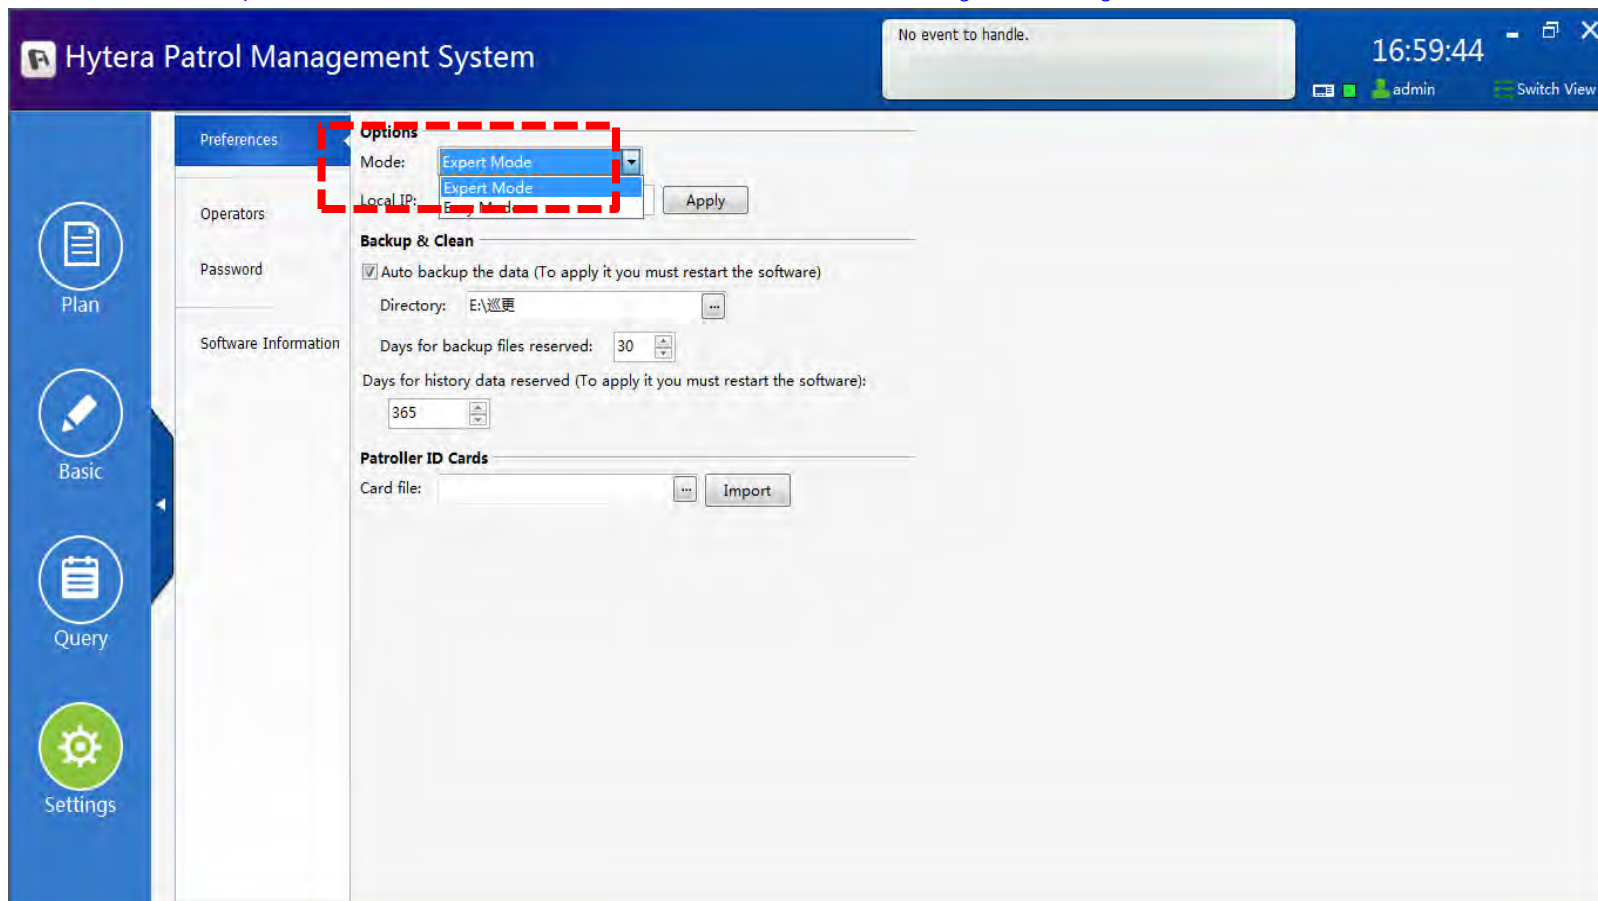 Hytera Patrol Management System
No event to handle.
16:59:44
admin
Switch View
Preferences
Operators
Password
Software Information
Plan
Basic
Query
Settings
Options
Mode: Expert Mode
Expert Mode
Mode
Local IP: Apply
Backup & Clean
Auto backup the data (To apply it you must restart the software)
Directory: E:\巡更 ...
Days for backup files reserved: 30
Days for history data reserved (To apply it you must restart the software):
365
Patroller ID Cards
Card file: ... Import